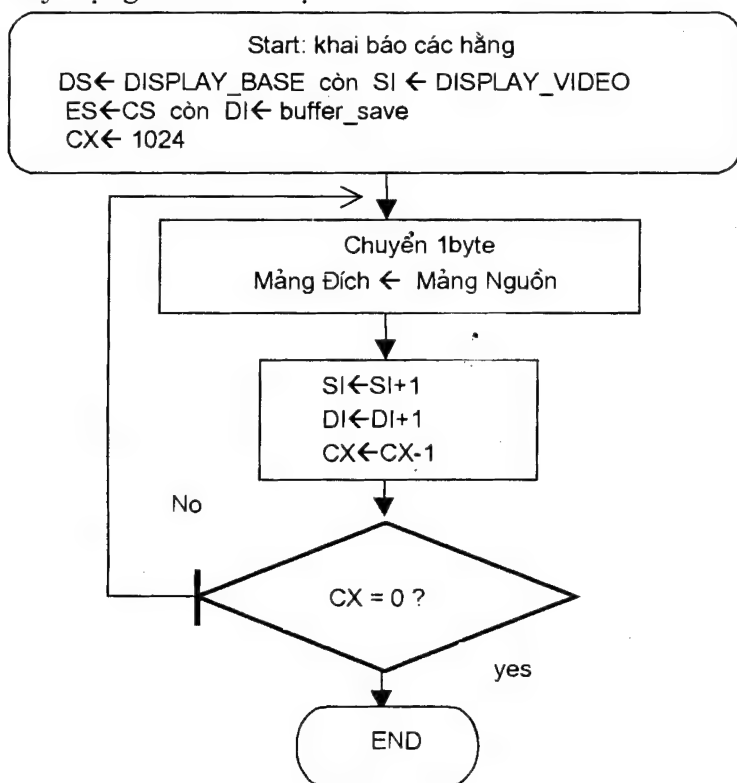 Start: khai báo các hằng
DS← DISPLAY_BASE còn SI ← DISPLAY_VIDEO
ES←CS còn DI← buffer_save
CX← 1024
Chuyển 1byte
Mảng Đích ← Mảng Nguồn
SI←SI+1
DI←DI+1
CX←CX-1
No
CX = 0 ?
yes
END